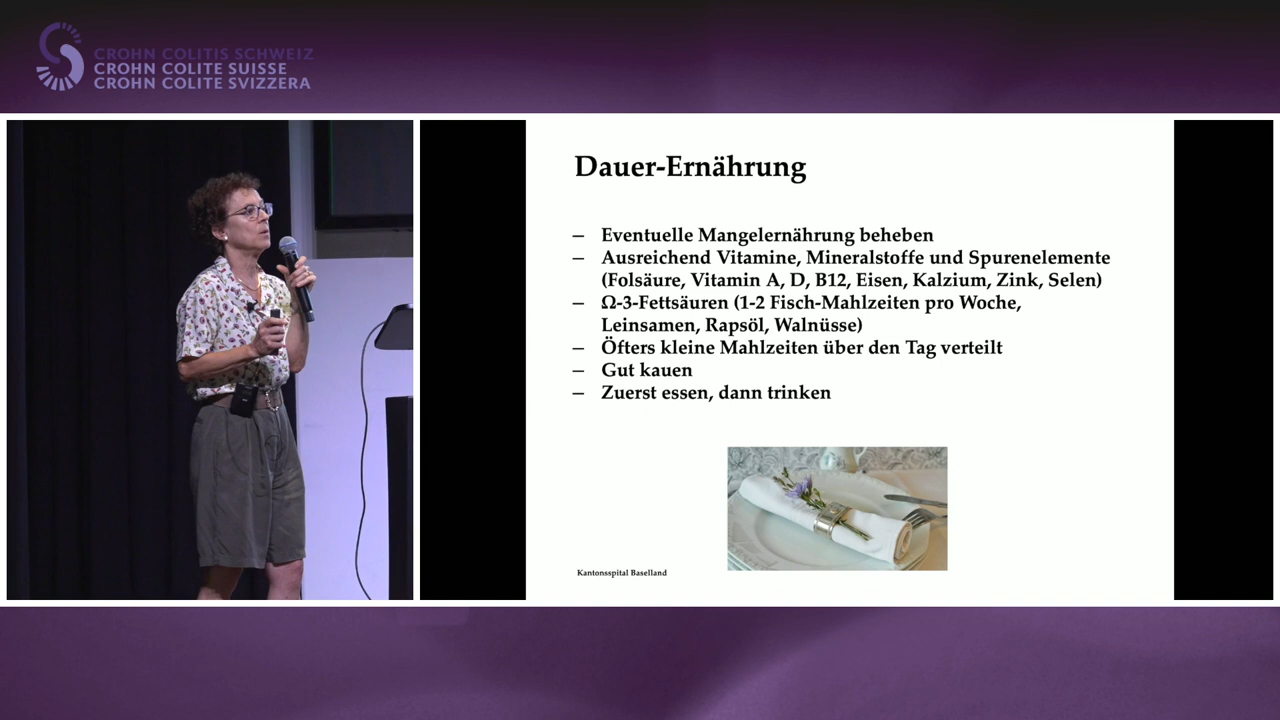 CROHN COLITIS SCHWEIZ
CROHN COLITE SUISSE
CROHN COLITE SVIZZERA
Dauer-Ernährung
– Eventuelle Mangelernährung beheben
– Ausreichend Vitamine, Mineralstoffe und Spurenelemente
(Folsäure, Vitamin A, D, B12, Eisen, Kalzium, Zink, Selen)
– Ω-3-Fettsäuren (1-2 Fisch-Mahlzeiten pro Woche,
Leinsamen, Rapsöl, Walnüsse)
– Öfters kleine Mahlzeiten über den Tag verteilt
– Gut kauen
– Zuerst essen, dann trinken
Kantonsspital Baselland